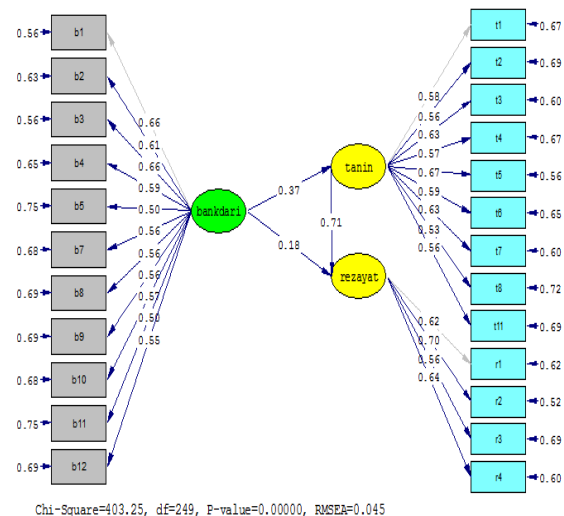 0.56 b1
0.63 b2
0.56 b3
0.65 b4
0.75 b5
0.68 b7
0.69 b8
0.69 b9
0.68 b10
0.75 b11
0.69 b12
0.66
0.61
0.66
0.59
0.50
0.56
0.56
0.56
0.57
0.50
0.55
bankdari
0.37
0.18
tanin
0.71
rezayat
0.58
0.56
0.63
0.57
0.67
0.59
0.63
0.53
0.56
0.62
0.70
0.56
0.64
t1 0.67
t2 0.69
t3 0.60
t4 0.67
t5 0.56
t6 0.65
t7 0.60
t8 0.72
t11 0.69
r1 0.62
r2 0.52
r3 0.69
r4 0.60
Chi-Square=403.25, df=249, P-value=0.00000, RMSEA=0.045